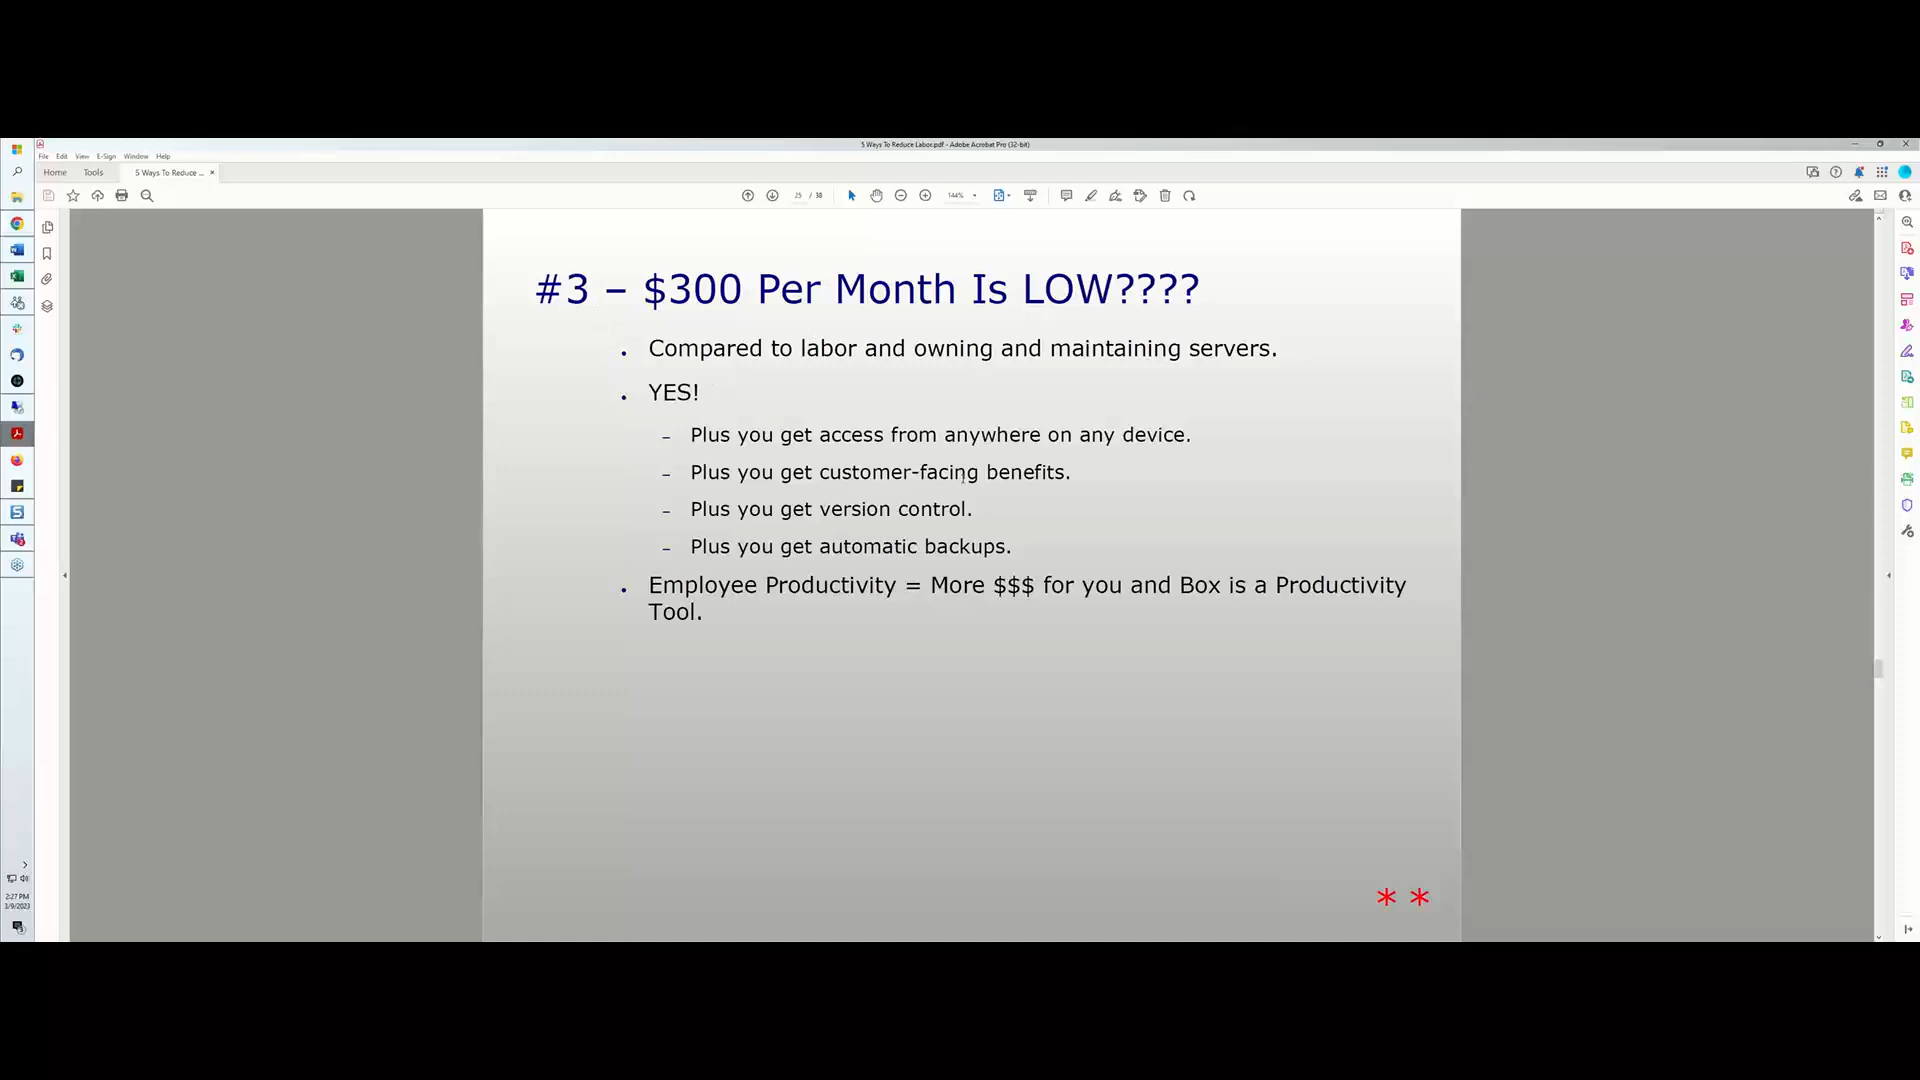 5 Ways To Reduce Labor.pdf - Adobe Acrobat Pro (32-bit)
File Edit View E-Sign Window Help
Home Tools 5 Ways To Reduce ... ×
25 / 38 144%
#3 – $300 Per Month Is LOW????
• Compared to labor and owning and maintaining servers.
• YES!
– Plus you get access from anywhere on any device.
– Plus you get customer-facing benefits.
– Plus you get version control.
– Plus you get automatic backups.
• Employee Productivity = More $$$ for you and Box is a Productivity
Tool.
* *
2:27 PM
3/9/2023